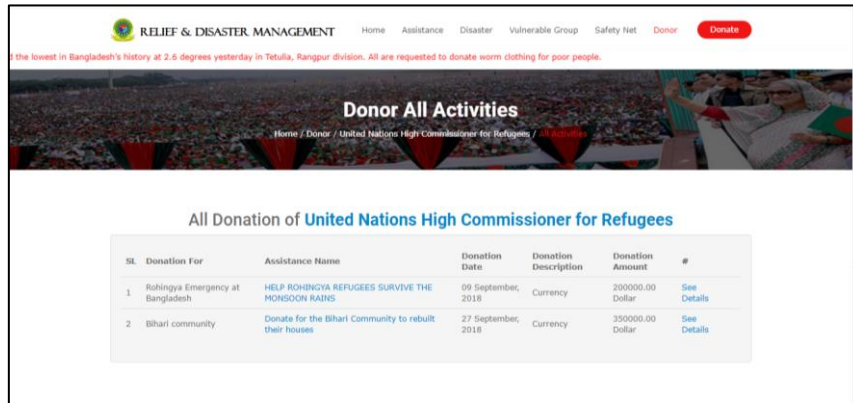 RELIEF & DISASTER MANAGEMENT Home Assistance Disaster Vulnerable Group Safety Net Donor Donate
the lowest in Bangladesh's history at 2.6 degrees yesterday in Tetulia, Rangpur division. All are requested to donate worm clothing for poor people.
Donor All Activities
Home / Donor / United Nations High Commissioner for Refugees / All Activities
All Donation of United Nations High Commissioner for Refugees
SL Donation For Assistance Name Donation Date Donation Description Donation Amount #
1 Rohingya Emergency at Bangladesh HELP ROHINGYA REFUGEES SURVIVE THE MONSOON RAINS 09 September, 2018 Currency 200000.00 Dollar See Details
2 Bihari community Donate for the Bihari Community to rebuilt their houses 27 September, 2018 Currency 350000.00 Dollar See Details